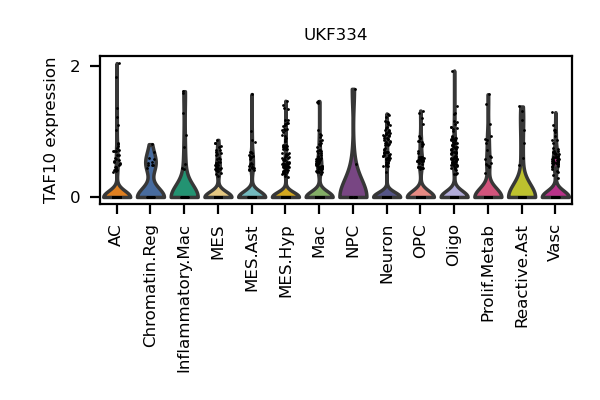 UKF334
TAF10 expression
2
0
AC
Chromatin.Reg
Inflammatory.Mac
MES
MES.Ast
MES.Hyp
Mac
NPC
Neuron
OPC
Oligo
Prolif.Metab
Reactive.Ast
Vasc